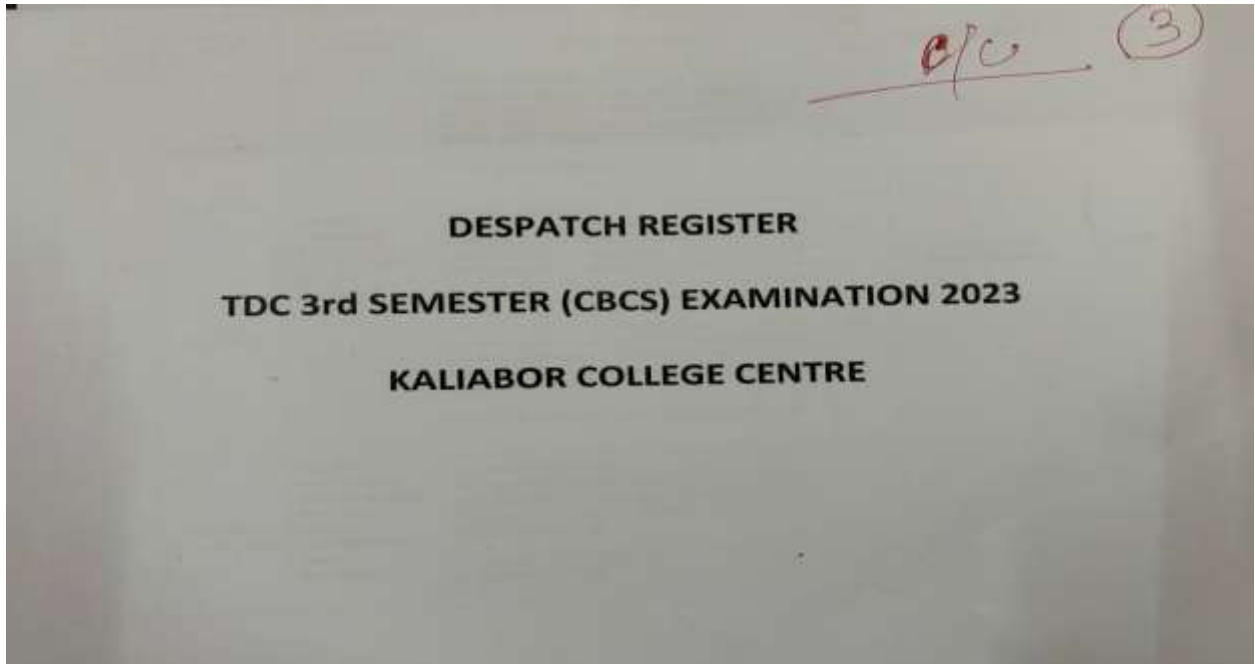 3
DESPATCH REGISTER
TDC 3rd SEMESTER (CBCS) EXAMINATION 2023
KALIABOR COLLEGE CENTRE